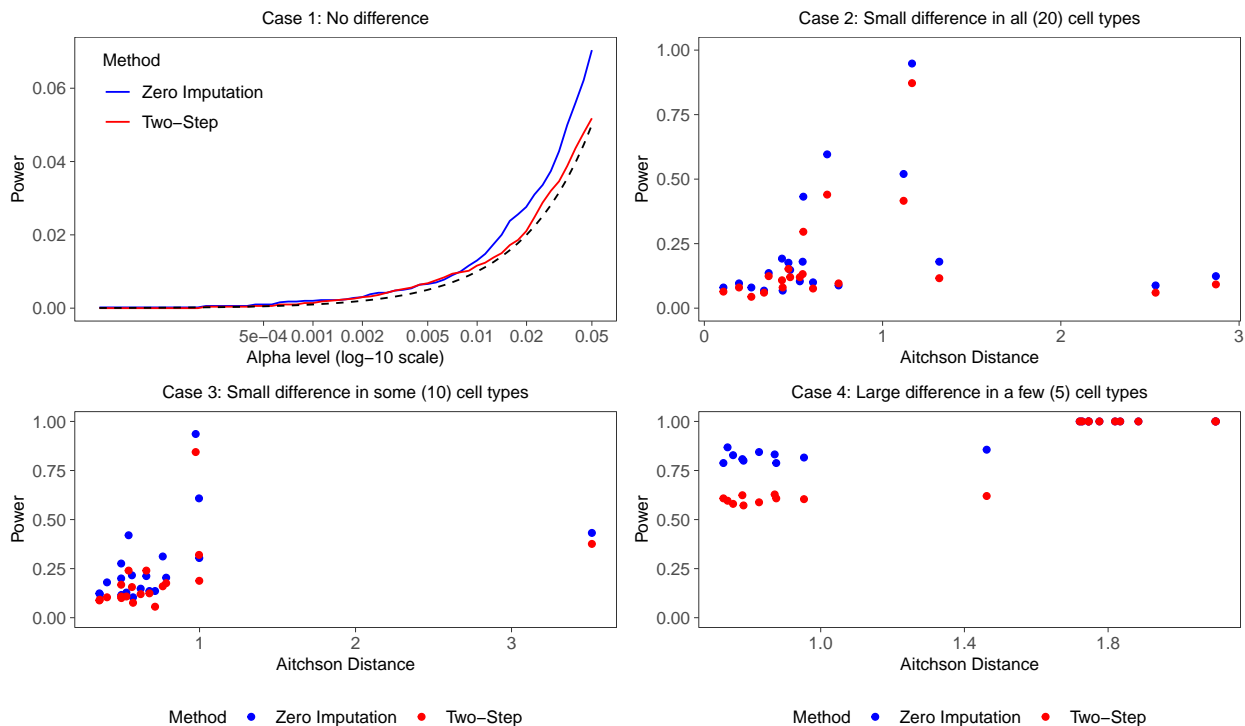 Case 1: No difference
Power
0.06
0.04
0.02
0.00
Method
Zero Imputation
Two−Step
5e−04 0.001 0.002 0.005 0.01 0.02 0.05
Alpha level (log−10 scale)
Case 2: Small difference in all (20) cell types
Power
1.00
0.75
0.50
0.25
0.00
0 1 2 3
Aitchson Distance
Case 3: Small difference in some (10) cell types
Power
1.00
0.75
0.50
0.25
0.00
1 2 3
Aitchson Distance
Method Zero Imputation Two−Step
Case 4: Large difference in a few (5) cell types
Power
1.00
0.75
0.50
0.25
0.00
1.0 1.4 1.8
Aitchson Distance
Method Zero Imputation Two−Step